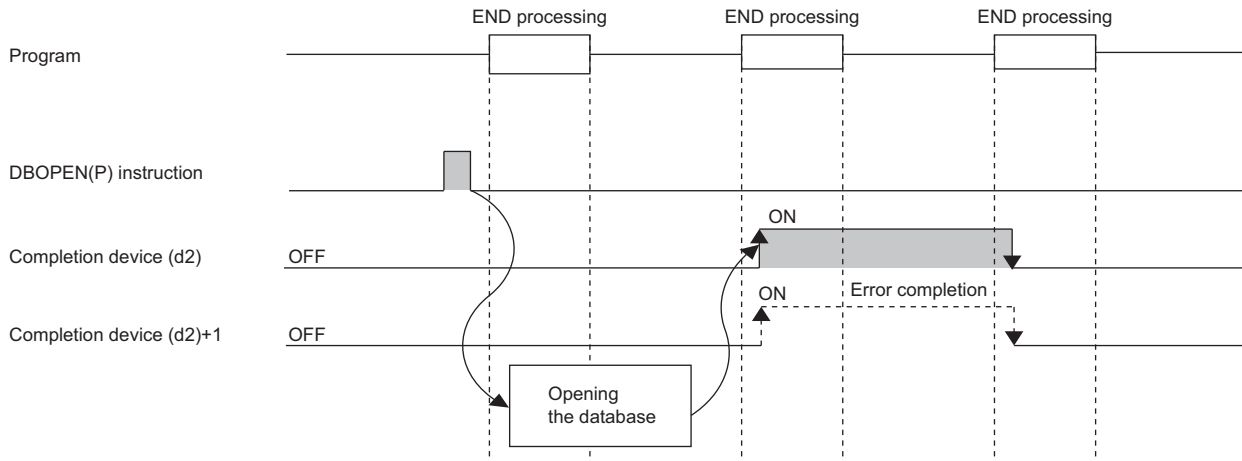 END processing
END processing
END processing
Program
DBOPEN(P) instruction
ON
Completion device (d2)
OFF
ON
Error completion
Completion device (d2)+1
OFF
Opening
the database